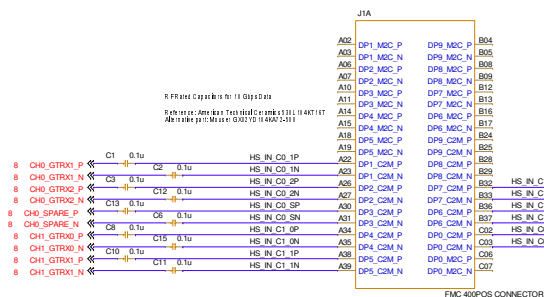 J1A
A02 DP1_M2C_P DP9_M2C_P B04
A03 DP1_M2C_N DP9_M2C_N B05
A06 DP2_M2C_P DP8_M2C_P B08
A07 DP2_M2C_N DP8_M2C_N B09
A10 DP3_M2C_P DP7_M2C_P B12
A11 DP3_M2C_N DP7_M2C_N B13
A14 DP4_M2C_P DP6_M2C_P B16
A15 DP4_M2C_N DP6_M2C_N B17
A18 DP5_M2C_P DP9_C2M_P B24
A19 DP5_M2C_N DP9_C2M_N B25
A22 DP1_C2M_P DP8_C2M_P B28
A23 DP1_C2M_N DP8_C2M_N B29
A26 DP2_C2M_P DP7_C2M_P B32
A27 DP2_C2M_N DP7_C2M_N B33
A30 DP3_C2M_P DP6_C2M_P B36
A31 DP3_C2M_N DP6_C2M_N B37
A34 DP4_C2M_P DP0_C2M_P C02
A35 DP4_C2M_N DP0_C2M_N C03
A38 DP5_C2M_P DP0_M2C_P C06
A39 DP5_C2M_N DP0_M2C_N C07
RF Rated Capacitors for 10 Gbps Data
Reference: American Technical Ceramics 530L104KT16T
Alternative part: Mouser
8 CH0_GTRX1_P C1 0.1u HS_IN_C0_1P
8 CH0_GTRX1_N C2 0.1u HS_IN_C0_1N
8 CH0_GTRX2_P C3 0.1u HS_IN_C0_2P
8 CH0_GTRX2_N C12 0.1u HS_IN_C0_2N
8 CH0_SPARE_P C13 0.1u HS_IN_C0_SP
8 CH0_SPARE_N C6 0.1u HS_IN_C0_SN
8 CH1_GTRX0_P C8 0.1u HS_IN_C1_0P
8 CH1_GTRX0_N C15 0.1u HS_IN_C1_0N
8 CH1_GTRX1_P C10 0.1u HS_IN_C1_1P
8 CH1_GTRX1_N C11 0.1u HS_IN_C1_1N
FMC 400POS CONNECTOR